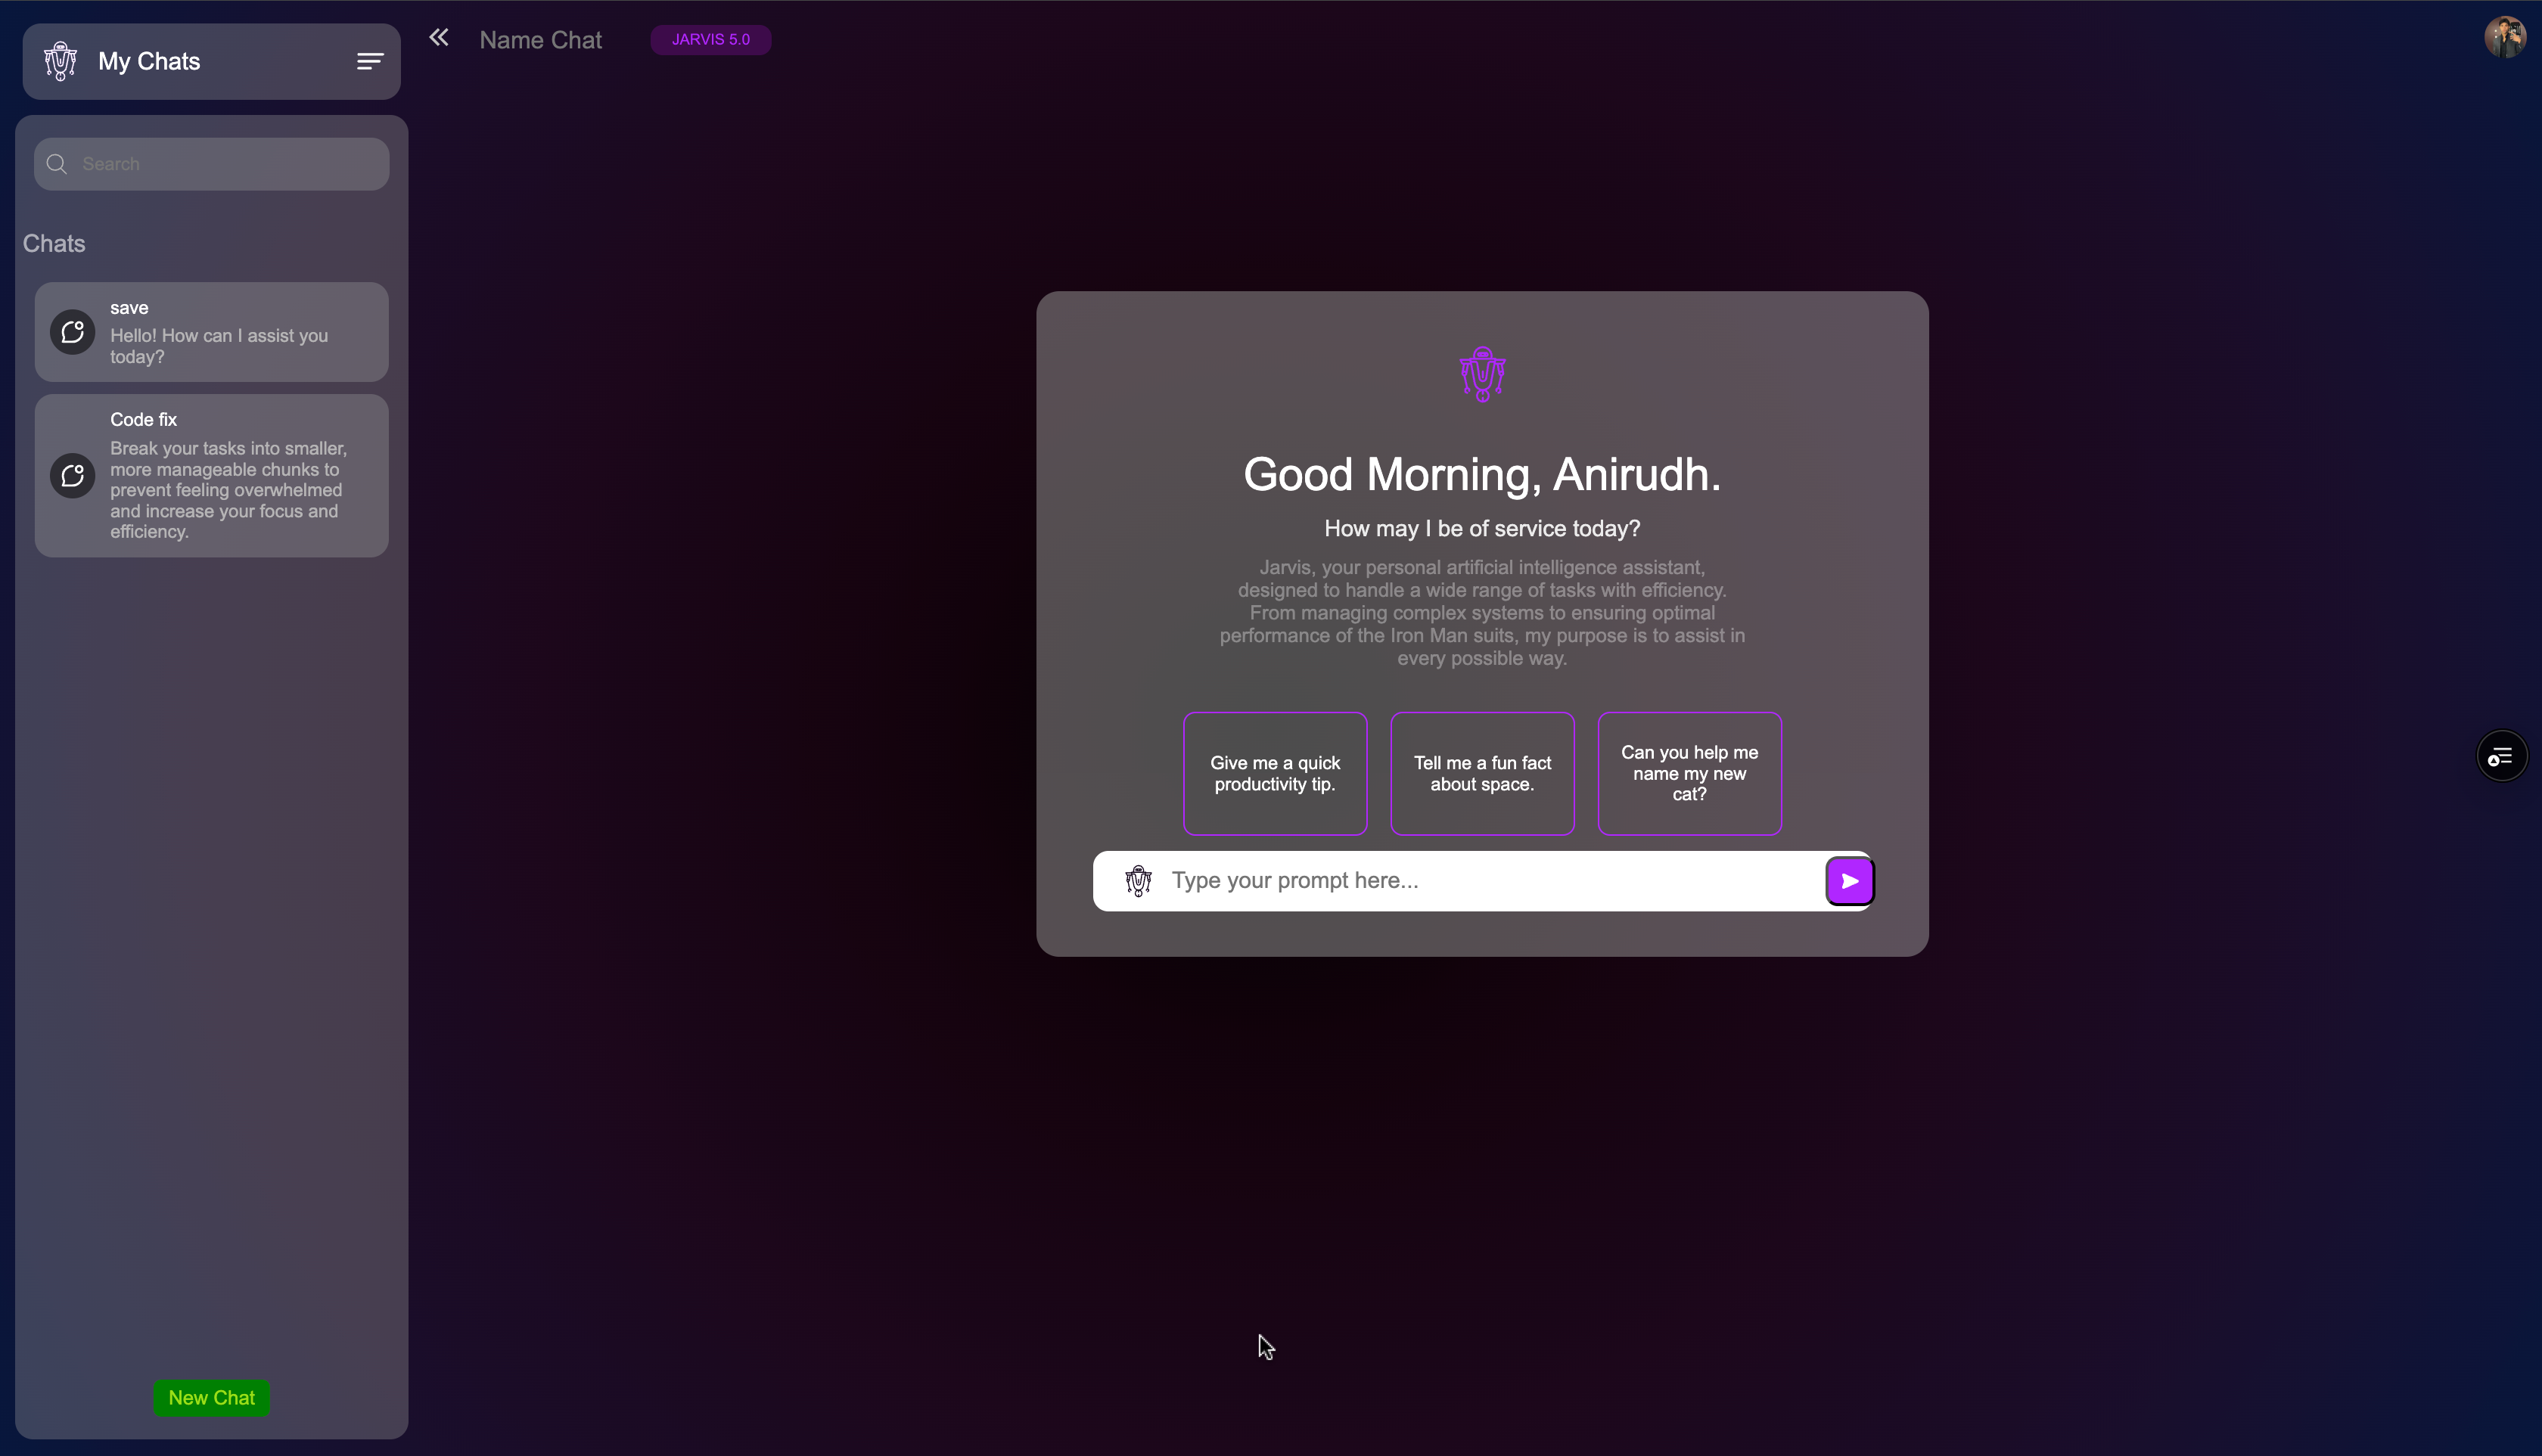 My Chats
Name Chat
JARVIS 5.0
Search
Chats
save
Hello! How can I assist you
today?
Code fix
Break your tasks into smaller,
more manageable chunks to
prevent feeling overwhelmed
and increase your focus and
efficiency.
New Chat
Good Morning, Anirudh.
How may I be of service today?
Jarvis, your personal artificial intelligence assistant,
designed to handle a wide range of tasks with efficiency.
From managing complex systems to ensuring optimal
performance of the Iron Man suits, my purpose is to assist in
every possible way.
Give me a quick
productivity tip.
Tell me a fun fact
about space.
Can you help me
name my new
cat?
Type your prompt here...